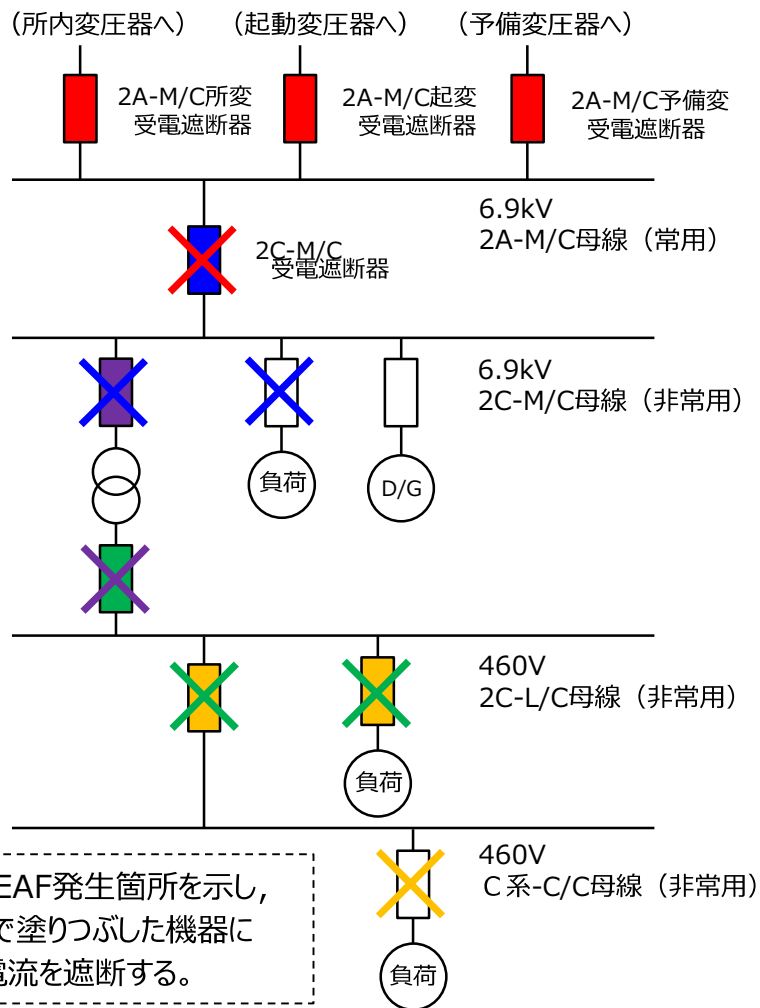 （所内変圧器へ）
（起動変圧器へ）
（予備変圧器へ）
2A-M/C所変
受電遮断器
2A-M/C起変
受電遮断器
2A-M/C予備変
受電遮断器
6.9kV
2A-M/C母線（常用）
2C-M/C
受電遮断器
6.9kV
2C-M/C母線（非常用）
負荷
D/G
460V
2C-L/C母線（非常用）
負荷
460V
C系-C/C母線（非常用）
負荷
EAF発生箇所を示し，
で塗りつぶした機器に
電流を遮断する。